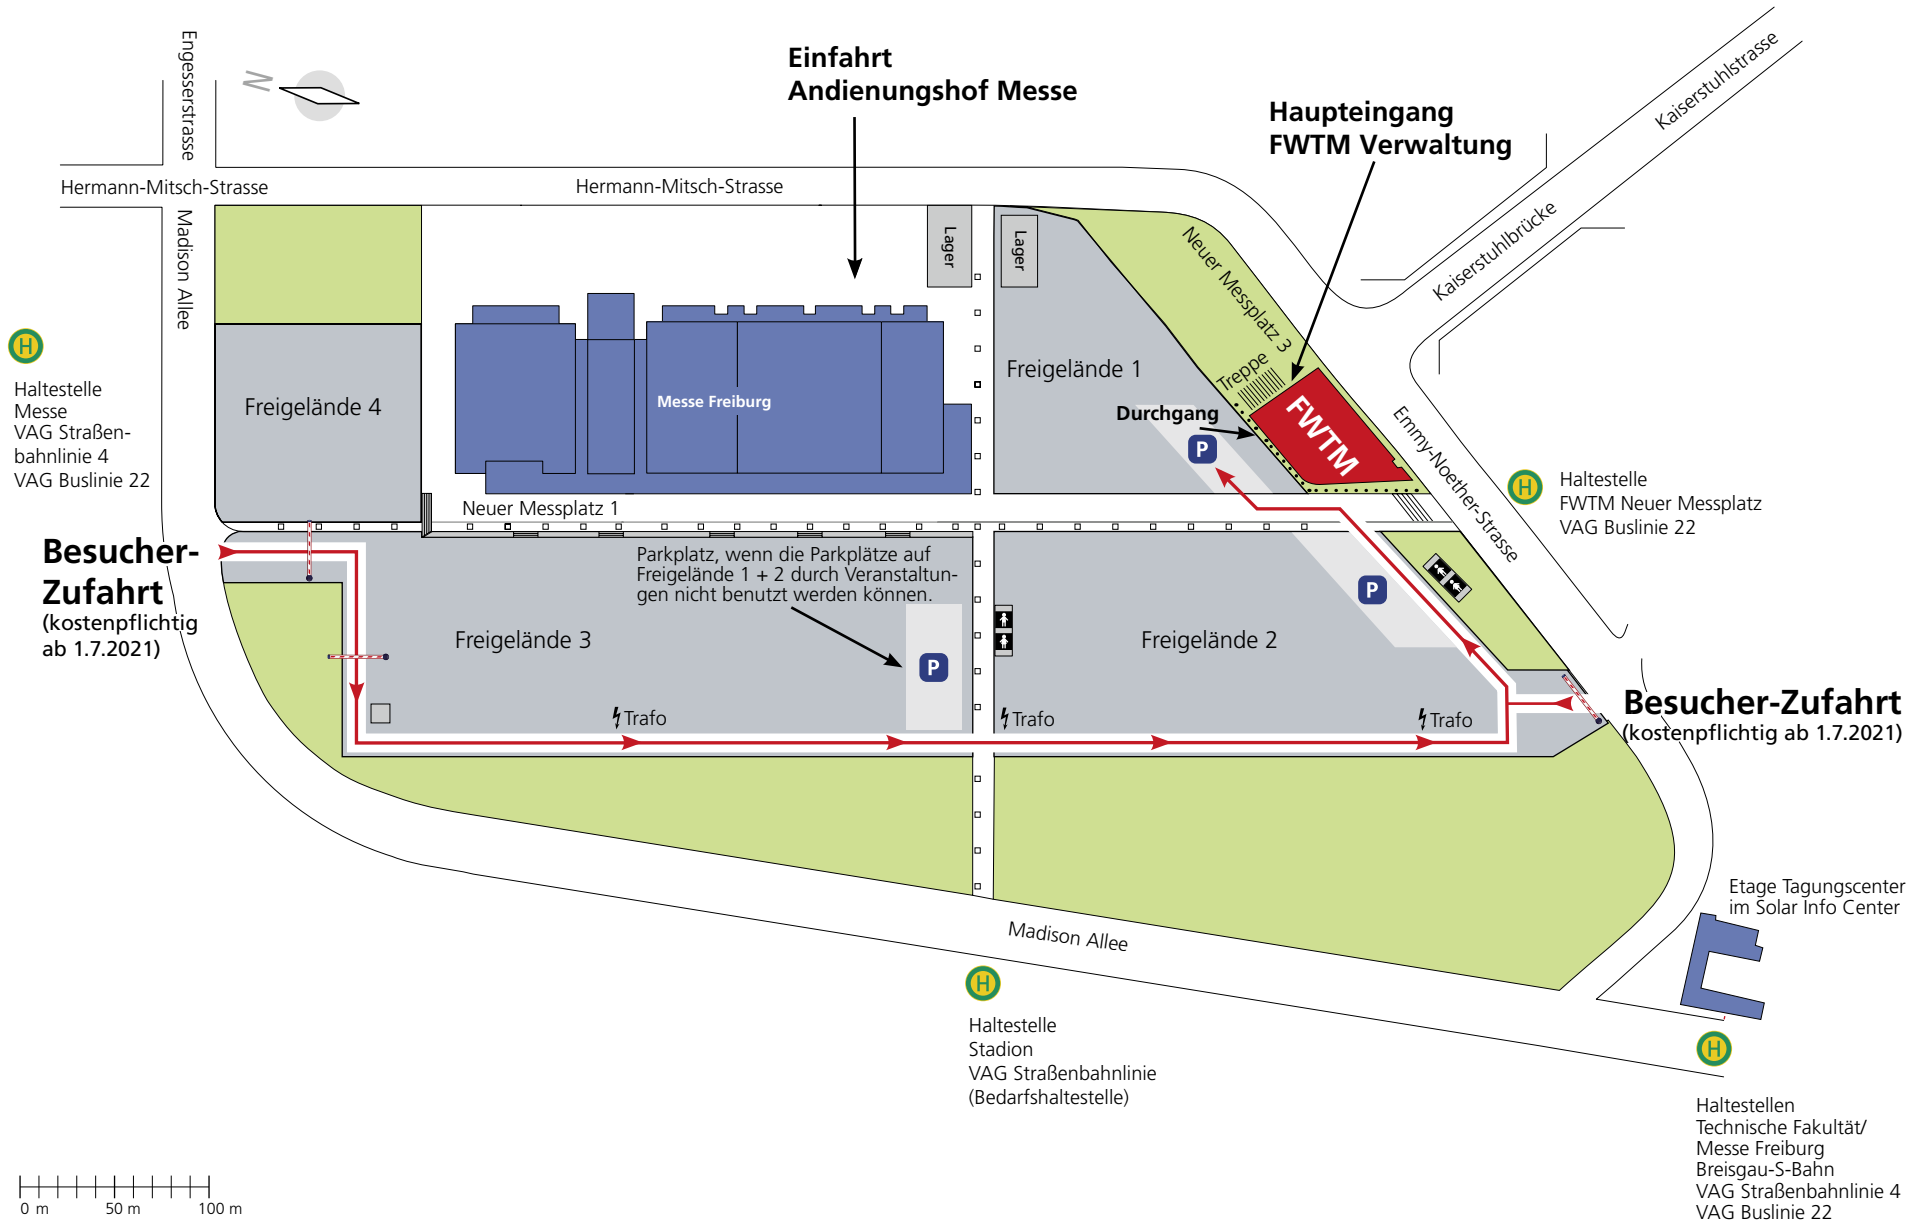 Engesserstrasse
N
Einfahrt
Andienungshof Messe
Haupteingang
FWTM Verwaltung
Kaiserstuhlstrasse
Hermann-Mitsch-Strasse
Hermann-Mitsch-Strasse
Kaiserstuhlbrücke
Madison Allee
Lager
Lager
Neuer Messplatz 3
Haltestelle
Messe
VAG Straßen-
bahnlinie 4
VAG Buslinie 22
H
Freigelände 4
Messe Freiburg
Freigelände 1
Treppe
Durchgang
P
FWTM
Emmy-Noether-Strasse
H
Haltestelle
FWTM Neuer Messplatz
VAG Buslinie 22
Neuer Messplatz 1
Besucher-
Zufahrt
(kostenpflichtig
ab 1.7.2021)
Parkplatz, wenn die Parkplätze auf
Freigelände 1 + 2 durch Veranstaltun-
gen nicht benutzt werden können.
P
Freigelände 3
P
Freigelände 2
Trafo
Trafo
Trafo
Besucher-Zufahrt
(kostenpflichtig ab 1.7.2021)
Etage Tagungscenter
im Solar Info Center
Madison Allee
H
Haltestelle
Stadion
VAG Straßenbahnlinie
(Bedarfshaltestelle)
H
Haltestellen
Technische Fakultät/
Messe Freiburg
Breisgau-S-Bahn
VAG Straßenbahnlinie 4
VAG Buslinie 22
0 m 50 m 100 m